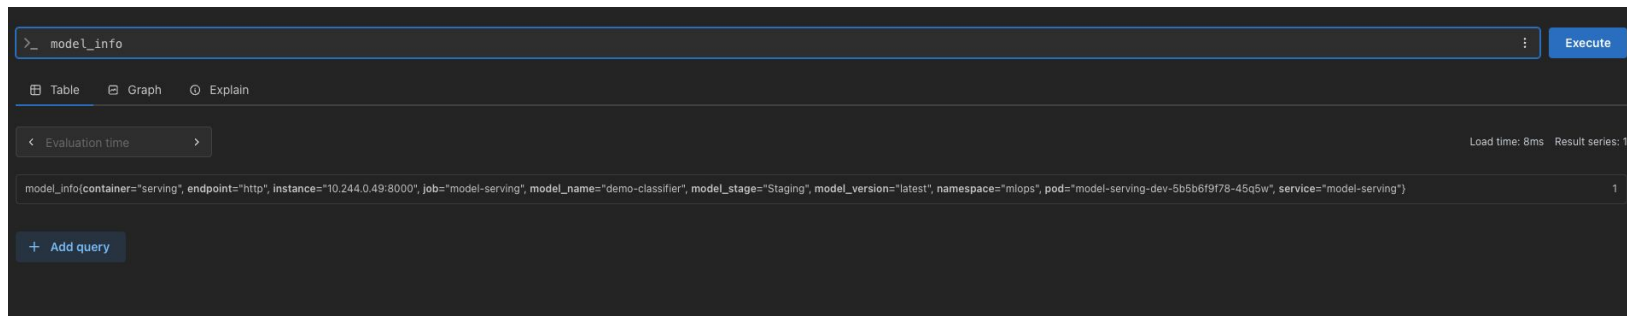 >_ model_info
Execute
Table Graph Explain
Evaluation time
Load time: 8ms Result series: 1
model_info{container="serving", endpoint="http", instance="10.244.0.49:8000", job="model-serving", model_name="demo-classifier", model_stage="Staging", model_version="latest", namespace="mlops", pod="model-serving-dev-5b5b6f9f78-45q5w", service="model-serving"} 1
+ Add query